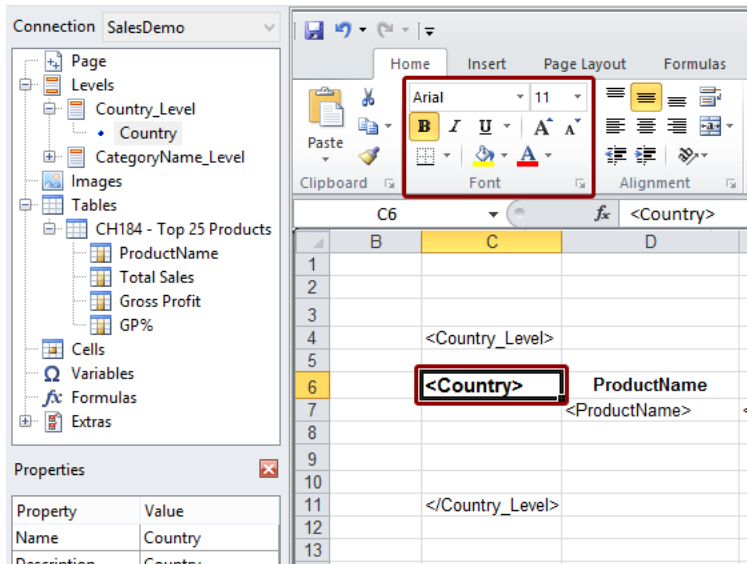 Connection SalesDemo
Page
Levels
Country_Level
Country
CategoryName_Level
Images
Tables
CH184 - Top 25 Products
ProductName
Total Sales
Gross Profit
GP%
Cells
Ω Variables
fx Formulas
Extras
Properties
Property Value
Name Country
Description Country
Home Insert Page Layout Formulas
Arial 11
Paste
B I U A A A
Clipboard Font Alignment
C6 fx <Country>
B C D
1
2
3
4 <Country_Level>
5
6 <Country> ProductName
7 <ProductName> <
8
9
10
11 </Country_Level>
12
13